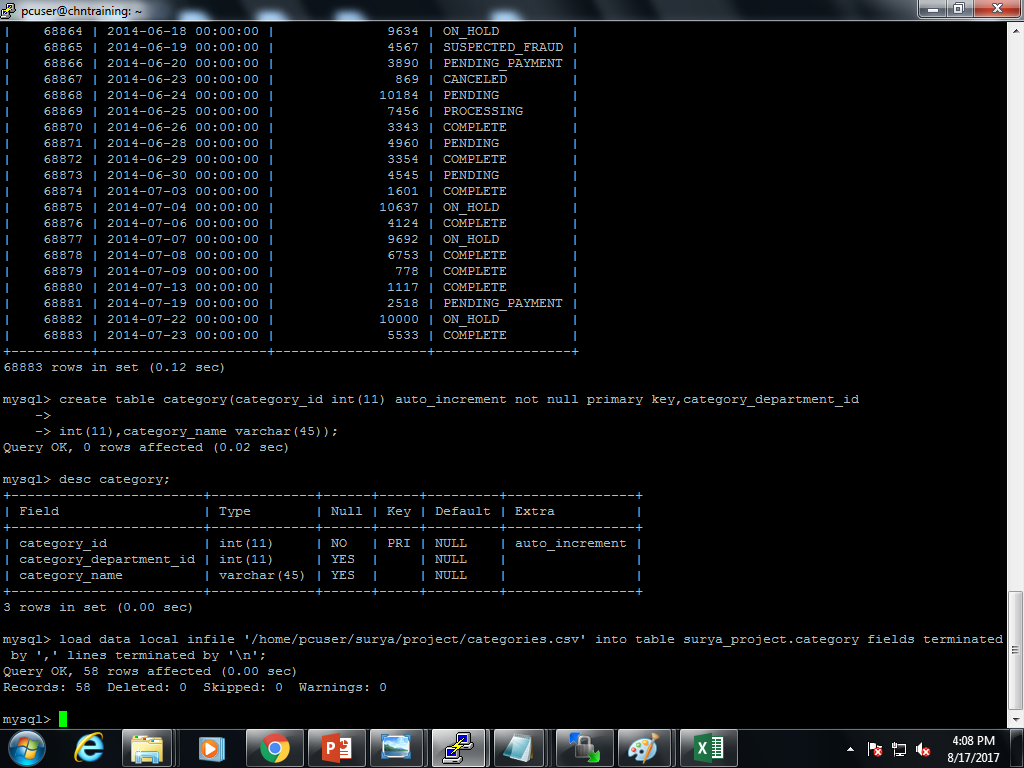 pcuser@chntraining: ~
|    68864 | 2014-06-18 00:00:00 |              9634 | ON_HOLD         |
|    68865 | 2014-06-19 00:00:00 |              4567 | SUSPECTED_FRAUD |
|    68866 | 2014-06-20 00:00:00 |              3890 | PENDING_PAYMENT |
|    68867 | 2014-06-23 00:00:00 |               869 | CANCELED        |
|    68868 | 2014-06-24 00:00:00 |             10184 | PENDING         |
|    68869 | 2014-06-25 00:00:00 |              7456 | PROCESSING      |
|    68870 | 2014-06-26 00:00:00 |              3343 | COMPLETE        |
|    68871 | 2014-06-28 00:00:00 |              4960 | PENDING         |
|    68872 | 2014-06-29 00:00:00 |              3354 | COMPLETE        |
|    68873 | 2014-06-30 00:00:00 |              4545 | PENDING         |
|    68874 | 2014-07-03 00:00:00 |              1601 | COMPLETE        |
|    68875 | 2014-07-04 00:00:00 |             10637 | ON_HOLD         |
|    68876 | 2014-07-06 00:00:00 |              4124 | COMPLETE        |
|    68877 | 2014-07-07 00:00:00 |              9692 | ON_HOLD         |
|    68878 | 2014-07-08 00:00:00 |              6753 | COMPLETE        |
|    68879 | 2014-07-09 00:00:00 |               778 | COMPLETE        |
|    68880 | 2014-07-13 00:00:00 |              1117 | COMPLETE        |
|    68881 | 2014-07-19 00:00:00 |              2518 | PENDING_PAYMENT |
|    68882 | 2014-07-22 00:00:00 |             10000 | ON_HOLD         |
|    68883 | 2014-07-23 00:00:00 |              5533 | COMPLETE        |
+----------+---------------------+-------------------+-----------------+
68883 rows in set (0.12 sec)
mysql> create table category(category_id int(11) auto_increment not null primary key,category_department_id
    ->
    -> int(11),category_name varchar(45));
Query OK, 0 rows affected (0.02 sec)
mysql> desc category;
+------------------------+-------------+------+-----+---------+----------------+
| Field                  | Type        | Null | Key | Default | Extra          |
+------------------------+-------------+------+-----+---------+----------------+
| category_id            | int(11)     | NO   | PRI | NULL    | auto_increment |
| category_department_id | int(11)     | YES  |     | NULL    |                |
| category_name          | varchar(45) | YES  |     | NULL    |                |
+------------------------+-------------+------+-----+---------+----------------+
3 rows in set (0.00 sec)
mysql> load data local infile '/home/pcuser/surya/project/categories.csv' into table surya_project.category fields terminated
 by ',' lines terminated by '\n';
Query OK, 58 rows affected (0.00 sec)
Records: 58  Deleted: 0  Skipped: 0  Warnings: 0
mysql>
4:08 PM
8/17/2017